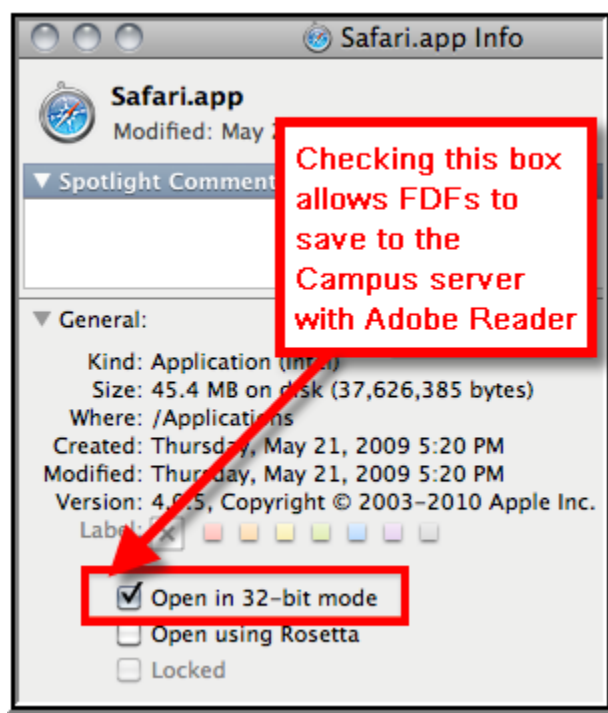 Safari.app Info
Safari.app
Modified: May
Checking this box
allows FDFs to
save to the
Campus server
with Adobe Reader
Spotlight Comment
General:
Kind: Application (Intel)
Size: 45.4 MB on disk (37,626,385 bytes)
Where: /Applications
Created: Thursday, May 21, 2009 5:20 PM
Modified: Thursday, May 21, 2009 5:20 PM
Version: 4.0.5, Copyright © 2003–2010 Apple Inc.
Label:
Open in 32-bit mode
Open using Rosetta
Locked